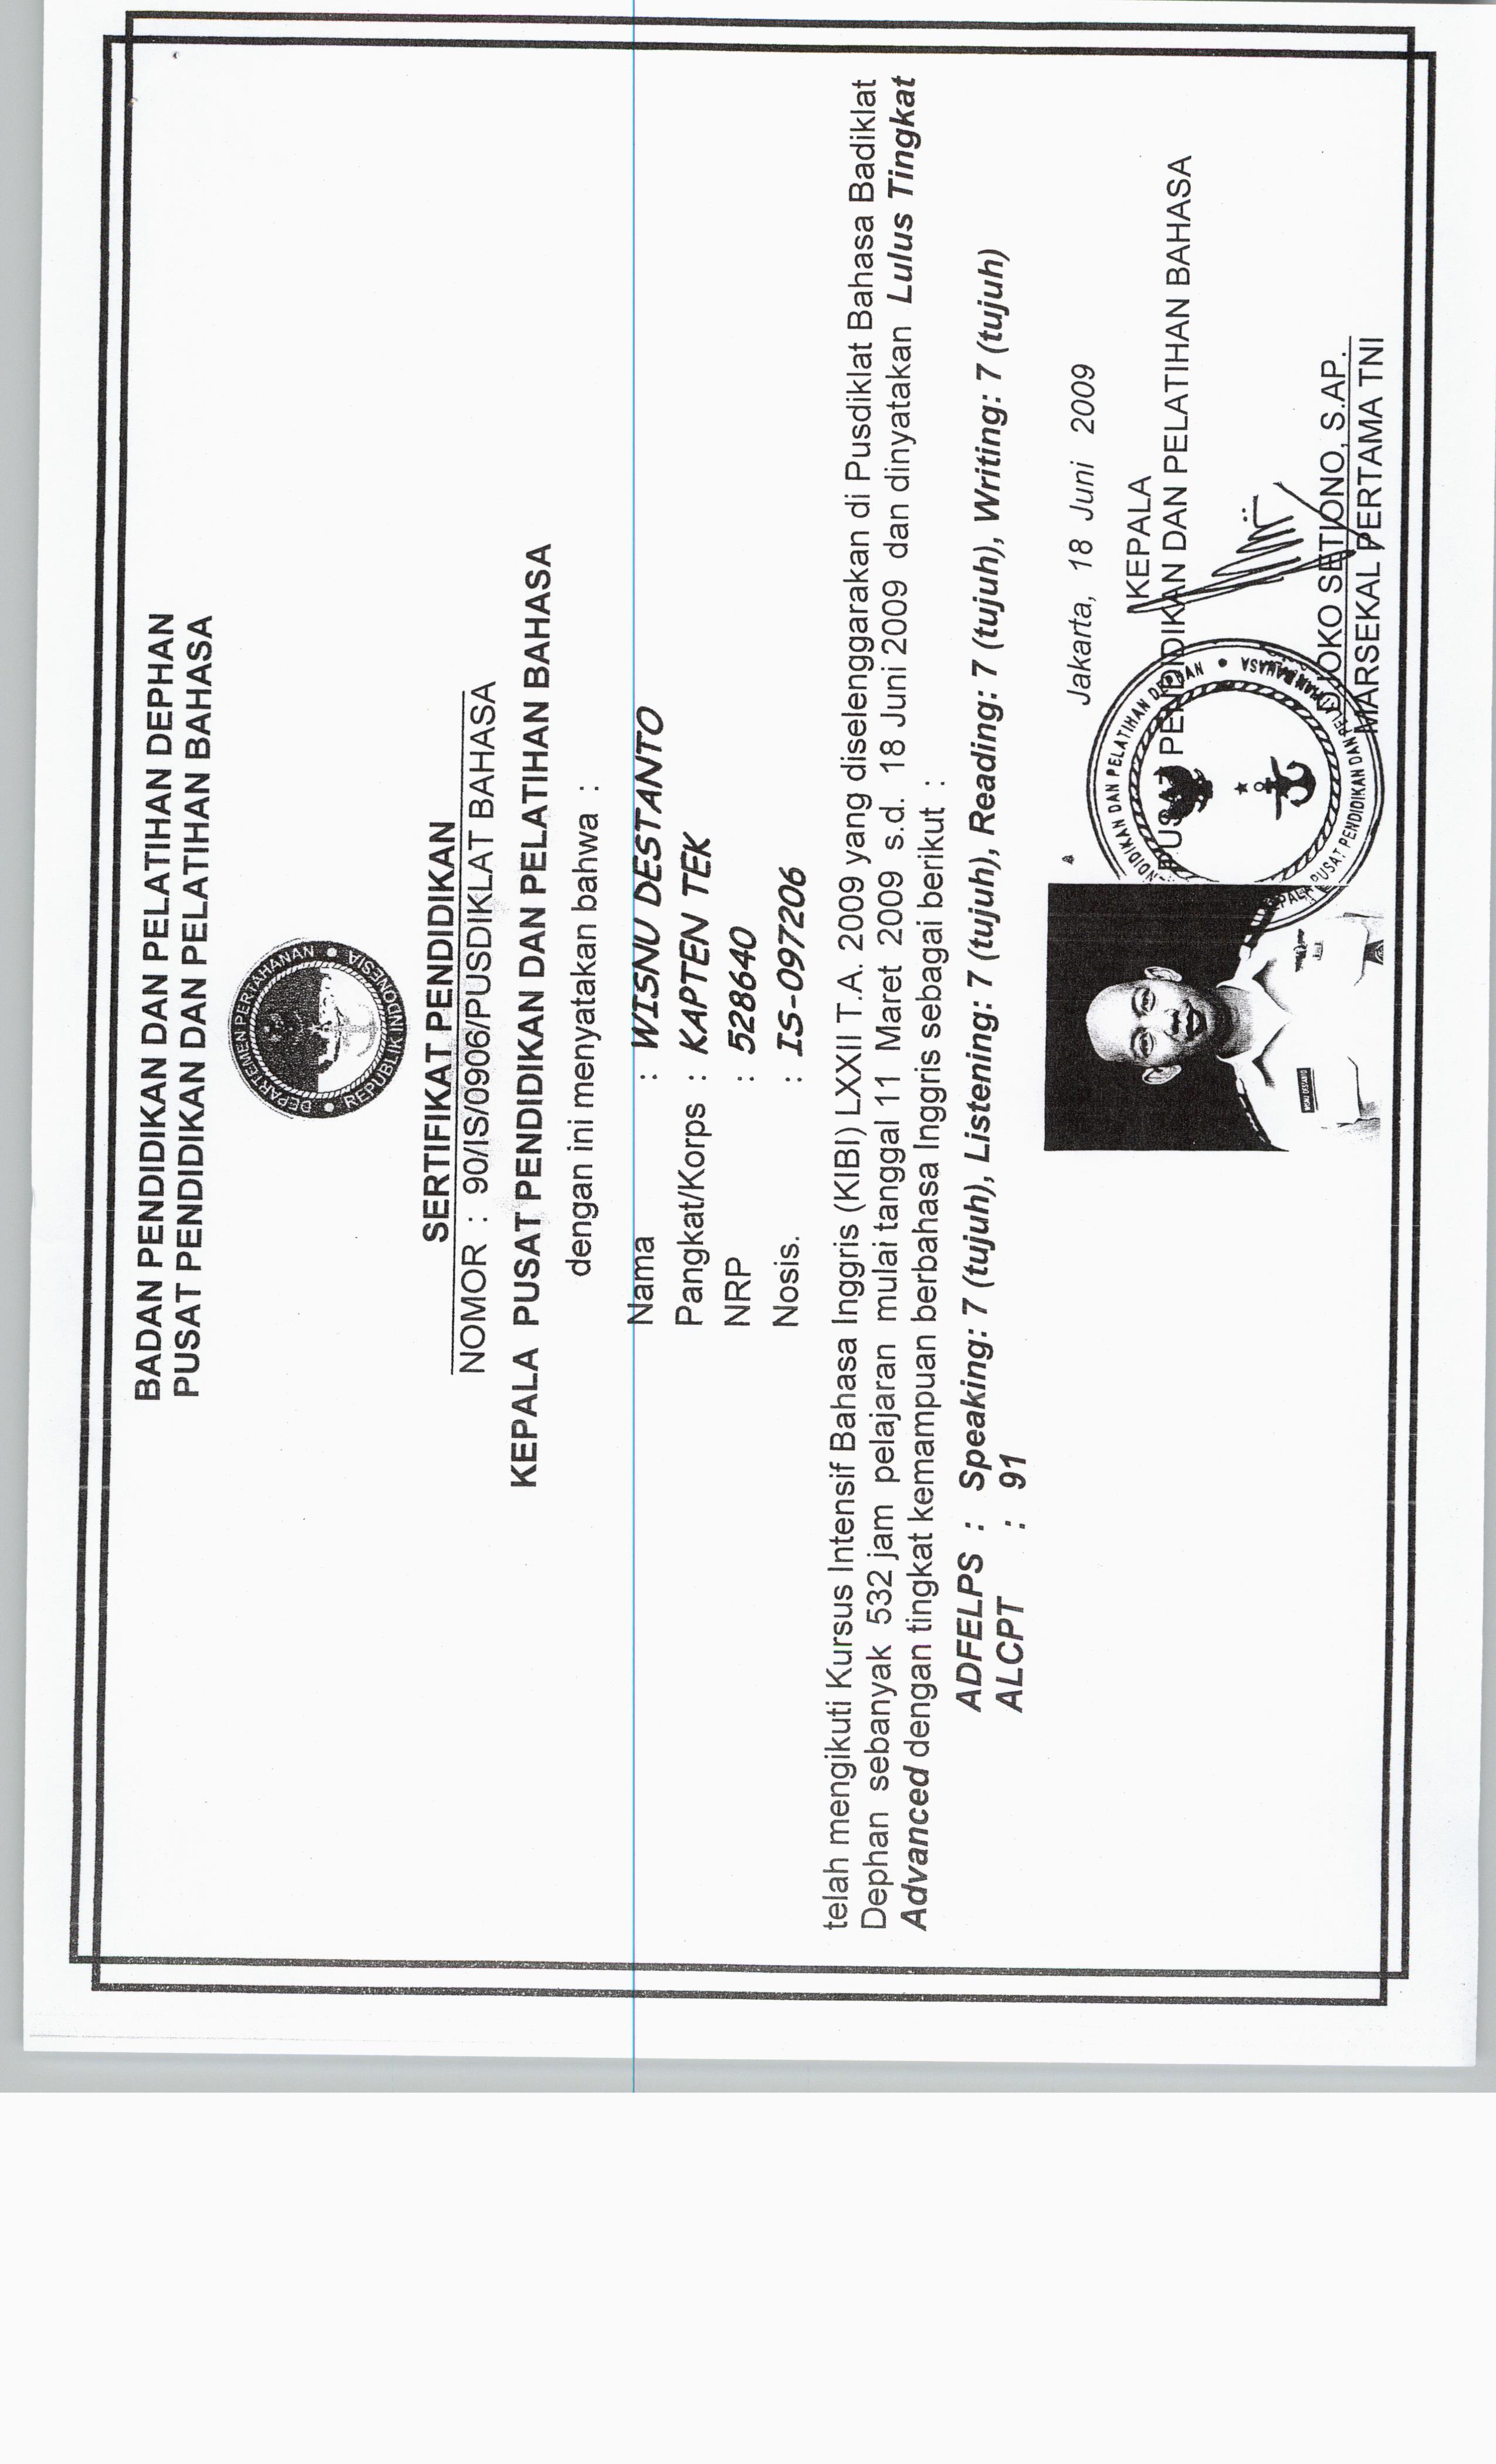 BADAN PENDIDIKAN DAN PELATIHAN DEPHAN
PUSAT PENDIDIKAN DAN PELATIHAN BAHASA
DEPARTEMEN PERTAHANAN
REPUBLIK INDONESIA
SERTIFIKAT PENDIDIKAN
NOMOR : 90/IS/0906/PUSDIKLAT BAHASA
KEPALA PUSAT PENDIDIKAN DAN PELATIHAN BAHASA
dengan ini menyatakan bahwa :
Nama : WISNU DESTANTO
Pangkat/Korps : KAPTEN TEK
NRP : 528640
Nosis. : IS-097206
telah mengikuti Kursus Intensif Bahasa Inggris (KIBI) LXXII T.A. 2009 yang diselenggarakan di Pusdiklat Bahasa Badiklat
Dephan sebanyak 532 jam pelajaran mulai tanggal 11 Maret 2009 s.d. 18 Juni 2009 dan dinyatakan Lulus Tingkat
Advanced dengan tingkat kemampuan berbahasa Inggris sebagai berikut :
ADFELPS : Speaking: 7 (tujuh), Listening: 7 (tujuh), Reading: 7 (tujuh), Writing: 7 (tujuh)
ALCPT : 91
Jakarta, 18 Juni 2009
KEPALA
PUSAT PENDIDIKAN DAN PELATIHAN BAHASA
DAN PELATIHAN DEPHAN
KEPALA PUSAT PENDIDIKAN DAN PELATIHAN BAHASA
JOKO SETIONO, S.AP.
MARSEKAL PERTAMA TNI